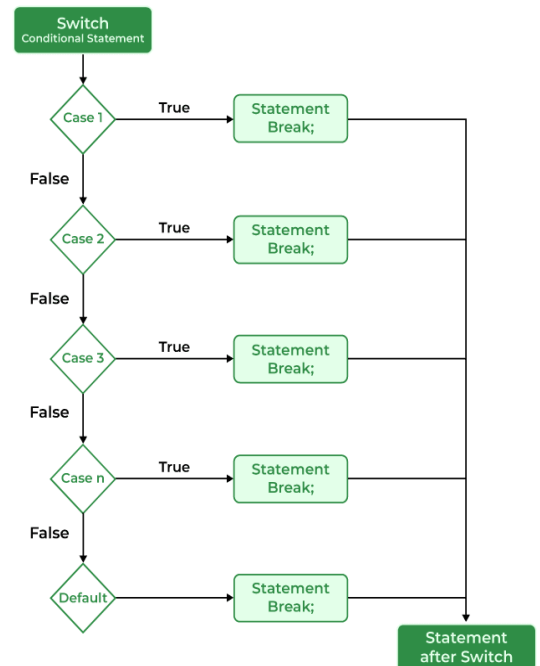 Switch
Conditional Statement
Case 1
True
Statement
Break;
False
Case 2
True
Statement
Break;
False
Case 3
True
Statement
Break;
False
Case n
True
Statement
Break;
False
Default
Statement
Break;
Statement
after Switch